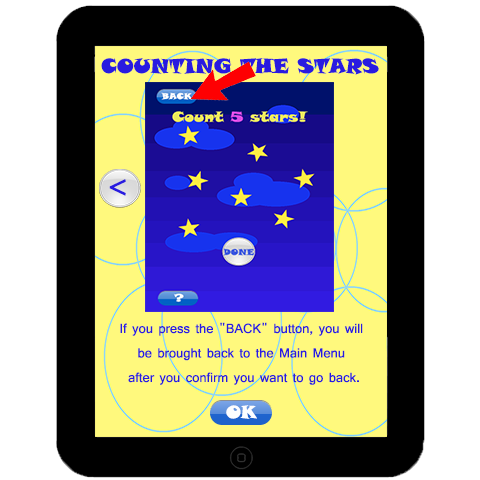 COUNTING THE STARS
BACK
Count 5 stars!
<
DONE
?
If you press the "BACK" button, you will
be brought back to the Main Menu
after you confirm you want to go back.
OK